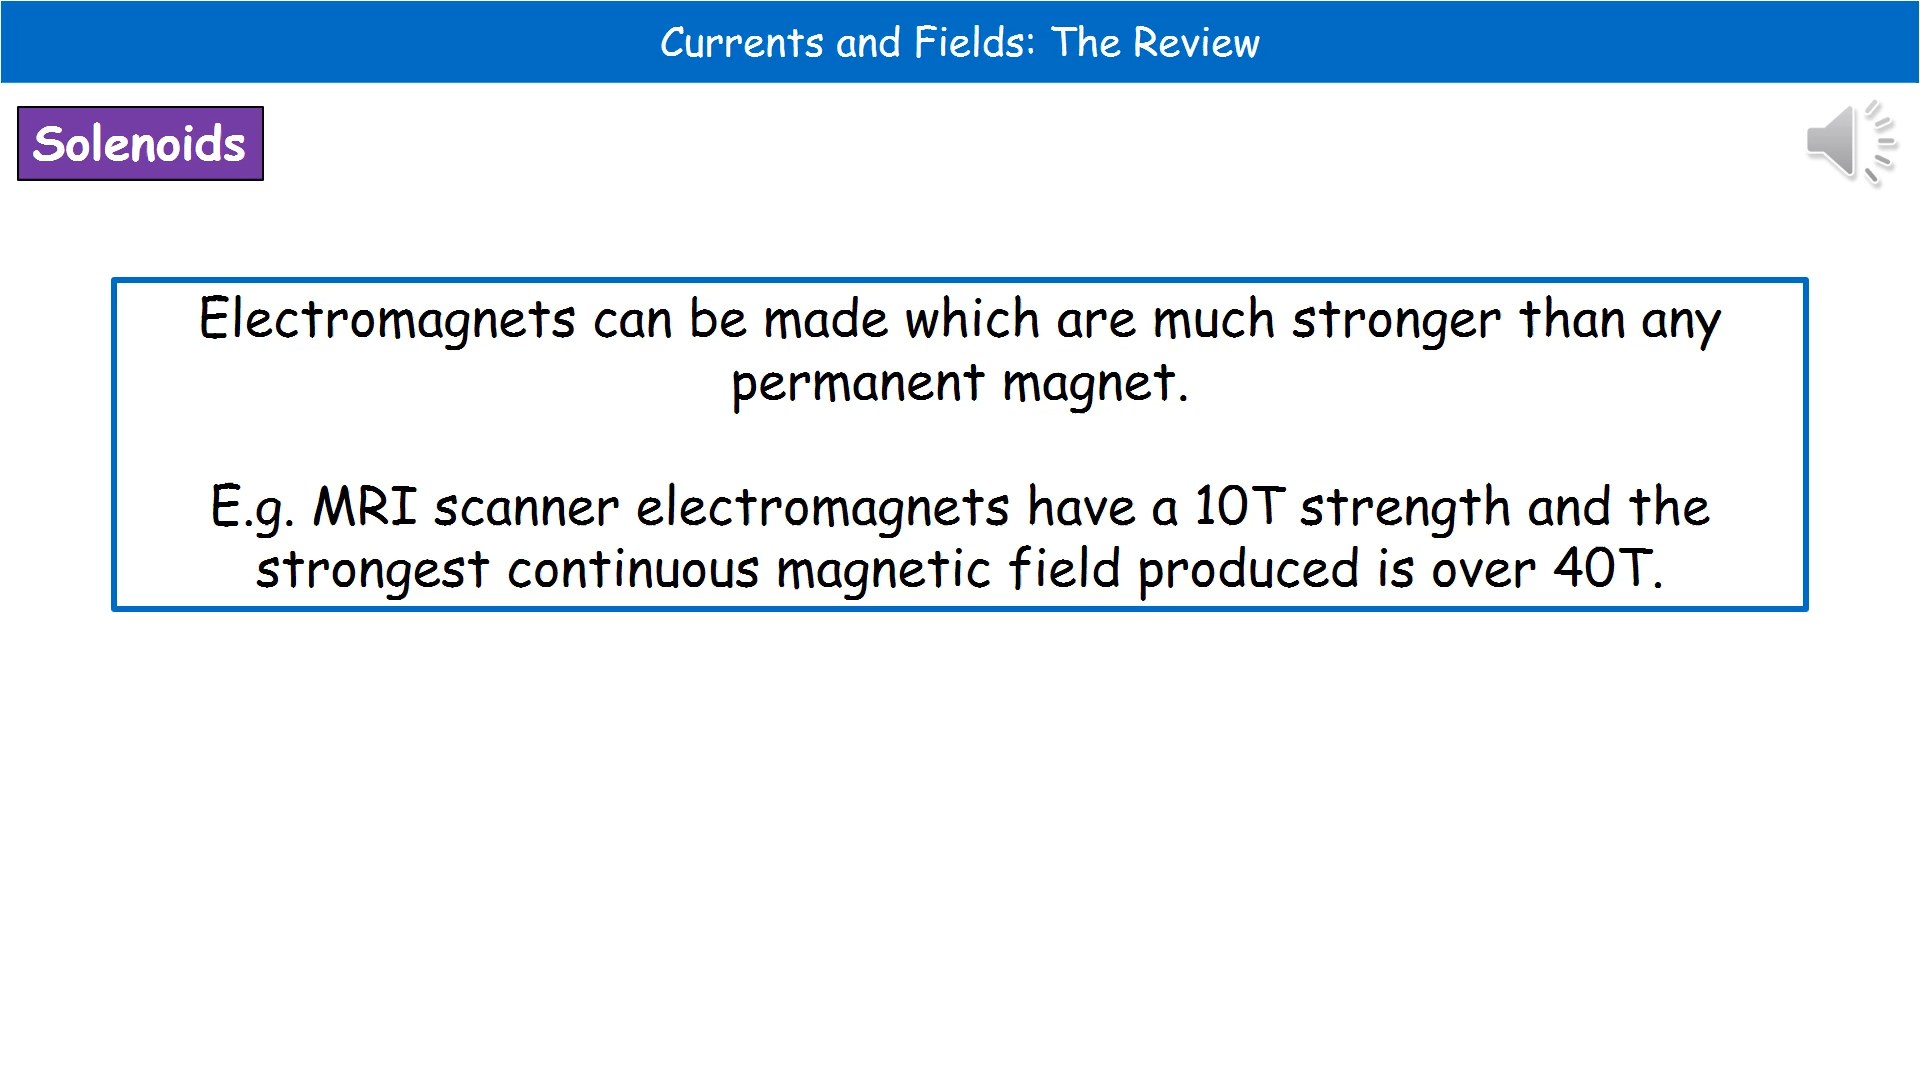 Currents and Fields: The Review
Solenoids
Electromagnets can be made which are much stronger than any
permanent magnet.
E.g. MRI scanner electromagnets have a 10T strength and the
strongest continuous magnetic field produced is over 40T.